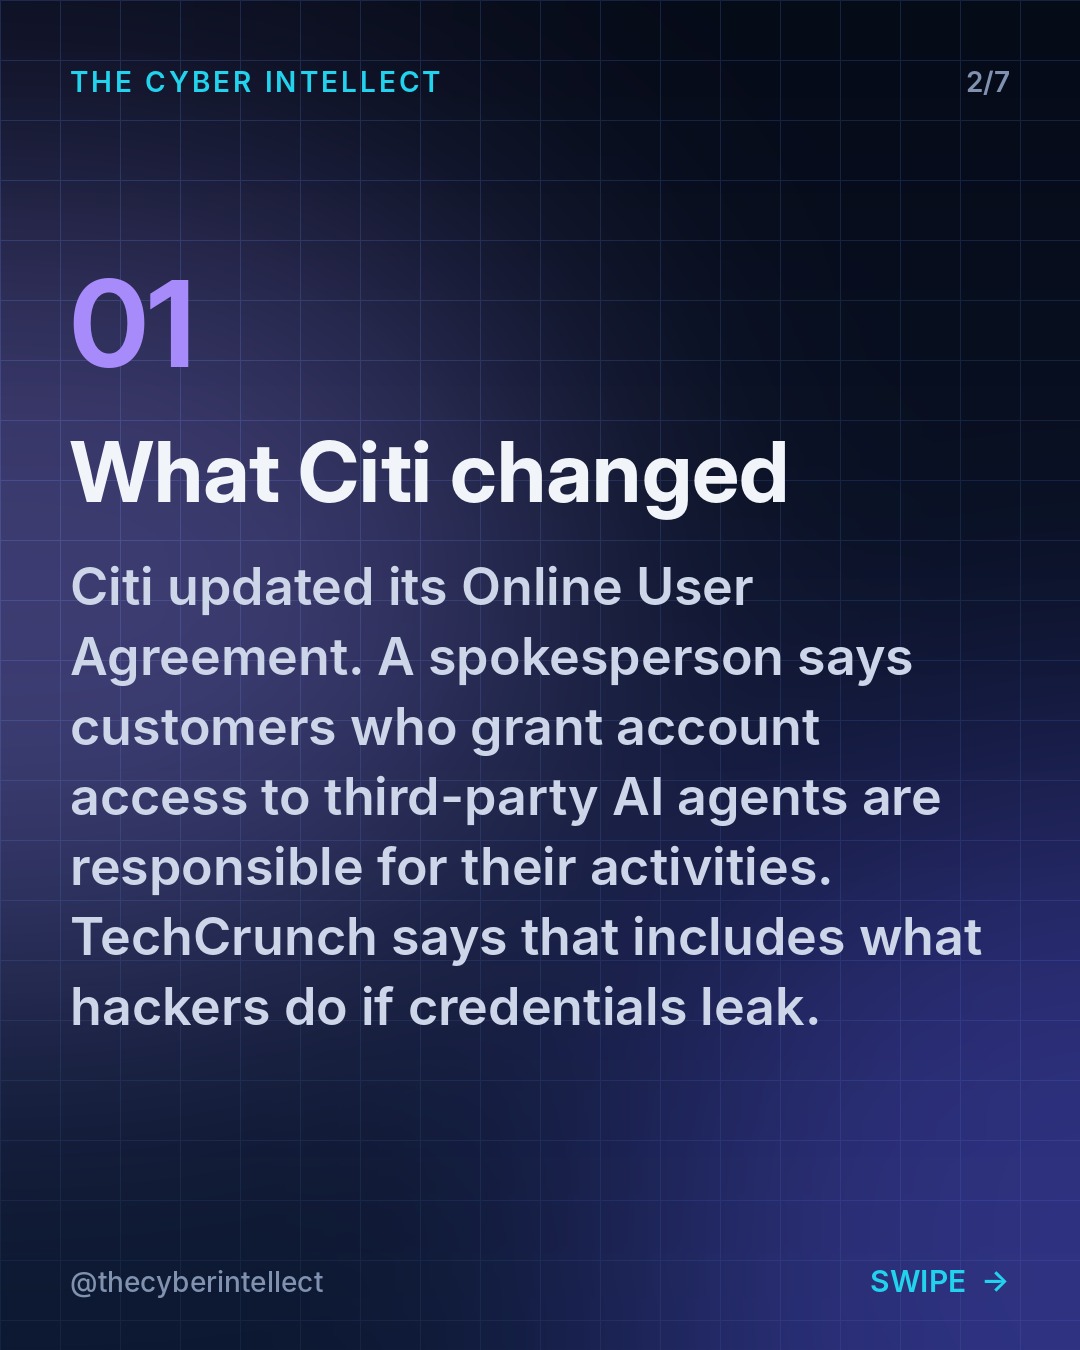 THE CYBER INTELLECT
2/7
01
What Citi changed
Citi updated its Online User
Agreement. A spokesperson says
customers who grant account
access to third-party AI agents are
responsible for their activities.
TechCrunch says that includes what
hackers do if credentials leak.
@thecyberintellect
SWIPE →